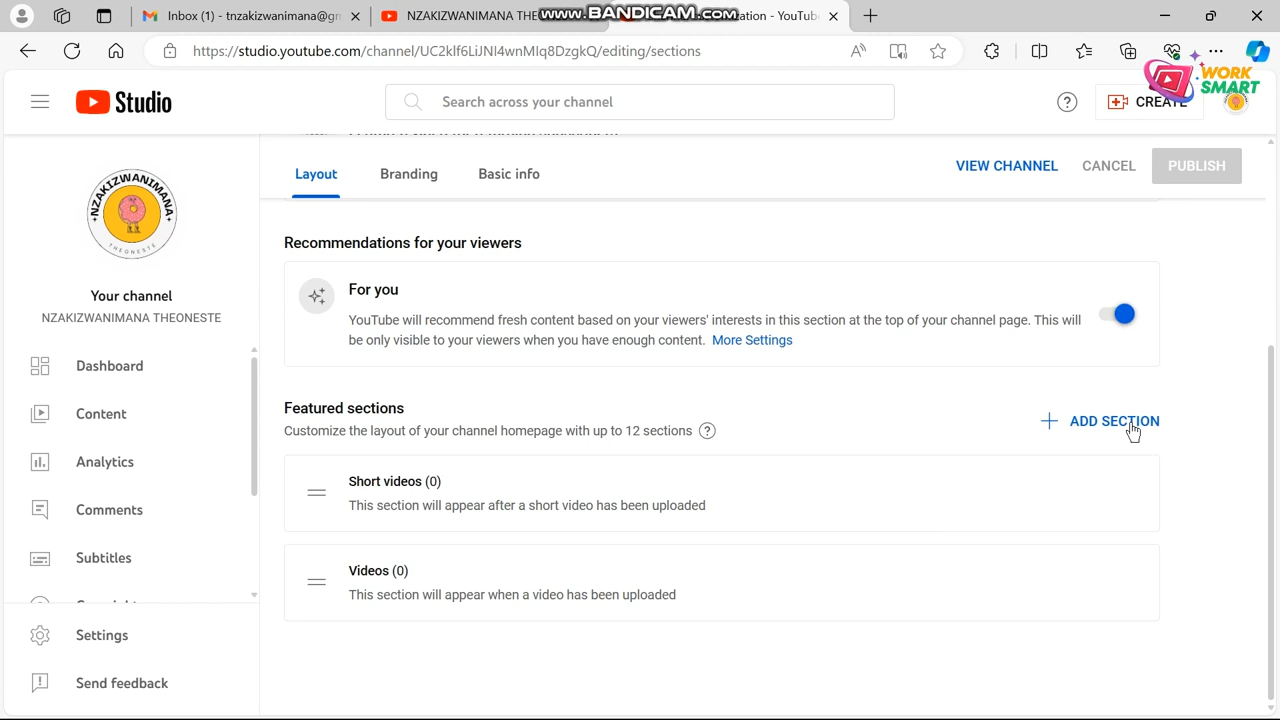 Inbox (1) - tnzakizwanimana@gm
NZAKIZWANIMANA THE
www.BANDICAM.com
ization - YouTub
https://studio.youtube.com/channel/UC2klf6LiJNI4wnMIq8DzgkQ/editing/sections
WORK
SMART
Studio
Search across your channel
CREATE
Layout
Branding
Basic info
VIEW CHANNEL
CANCEL
PUBLISH
NZAKIZWANIMANA
THEONESTE
Your channel
NZAKIZWANIMANA THEONESTE
Dashboard
Content
Analytics
Comments
Subtitles
Settings
Send feedback
Recommendations for your viewers
For you
YouTube will recommend fresh content based on your viewers' interests in this section at the top of your channel page. This will
be only visible to your viewers when you have enough content. More Settings
Featured sections
Customize the layout of your channel homepage with up to 12 sections
ADD SECTION
Short videos (0)
This section will appear after a short video has been uploaded
Videos (0)
This section will appear when a video has been uploaded